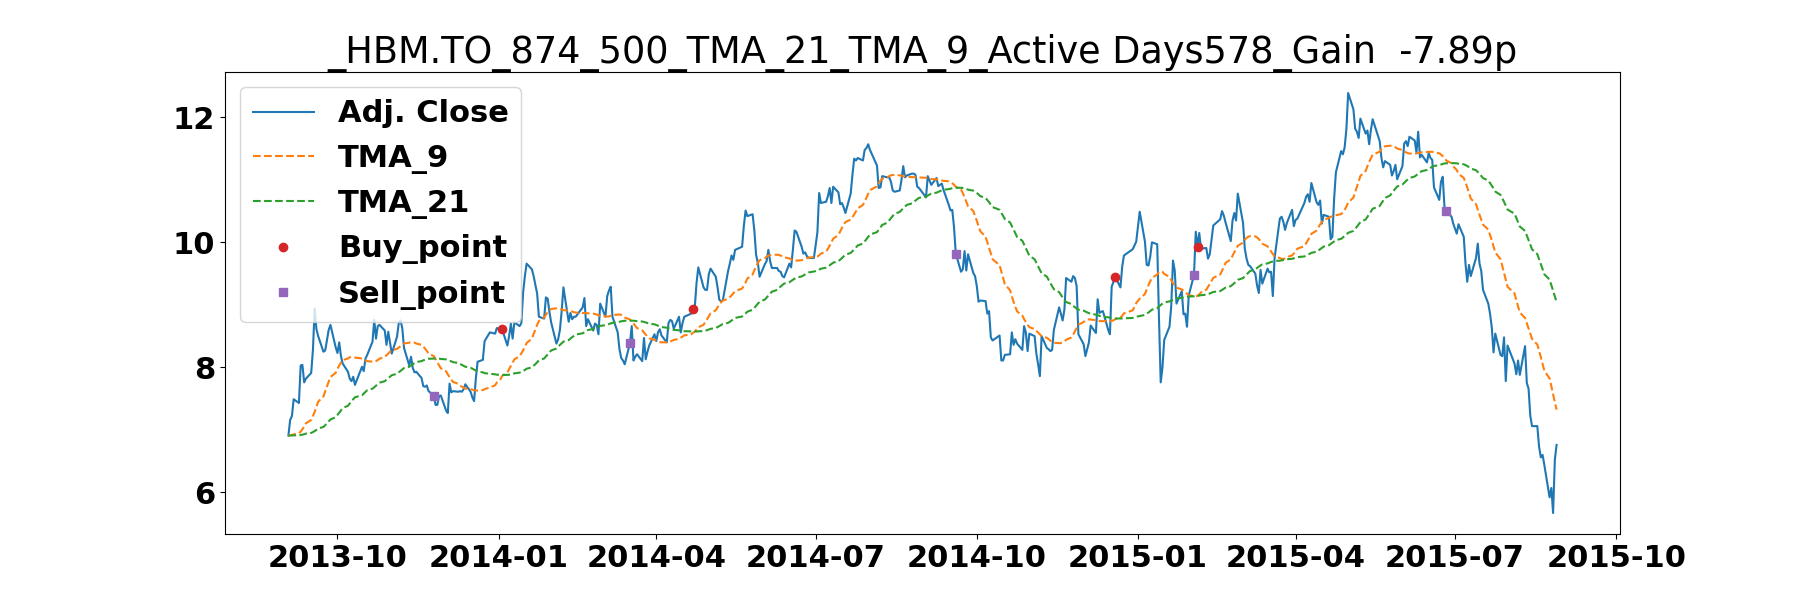 _HBM.TO_874_500_TMA_21_TMA_9_Active Days578_Gain  -7.89p
Adj. Close
TMA_9
TMA_21
Buy_point
Sell_point
12
10
8
6
2013-10 2014-01 2014-04 2014-07 2014-10 2015-01 2015-04 2015-07 2015-10